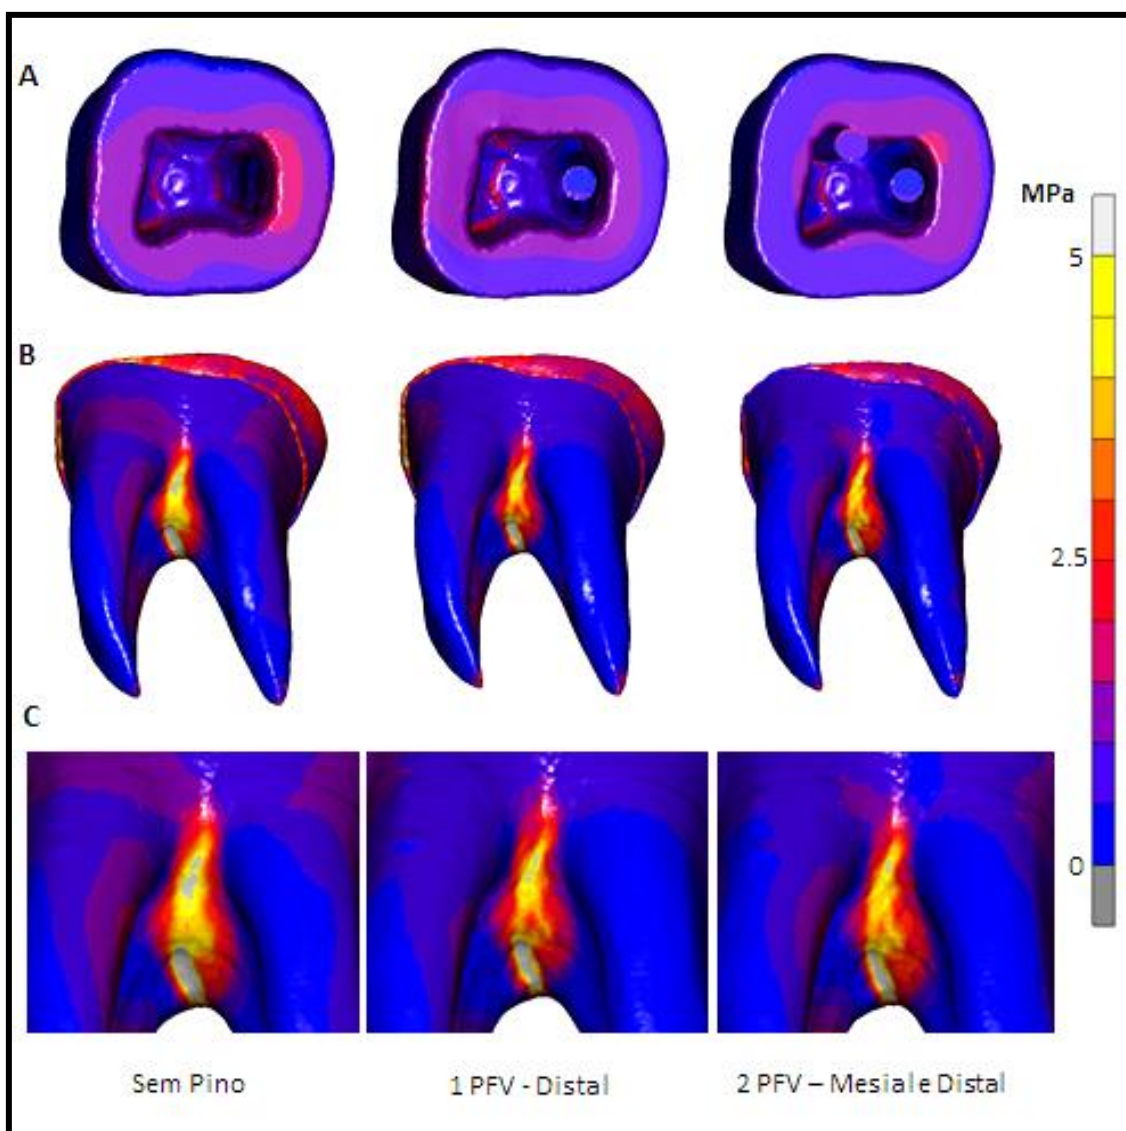 A
MPa
5
B
2.5
C
0
Sem Pino
1 PFV - Distal
2 PFV – Mesial e Distal